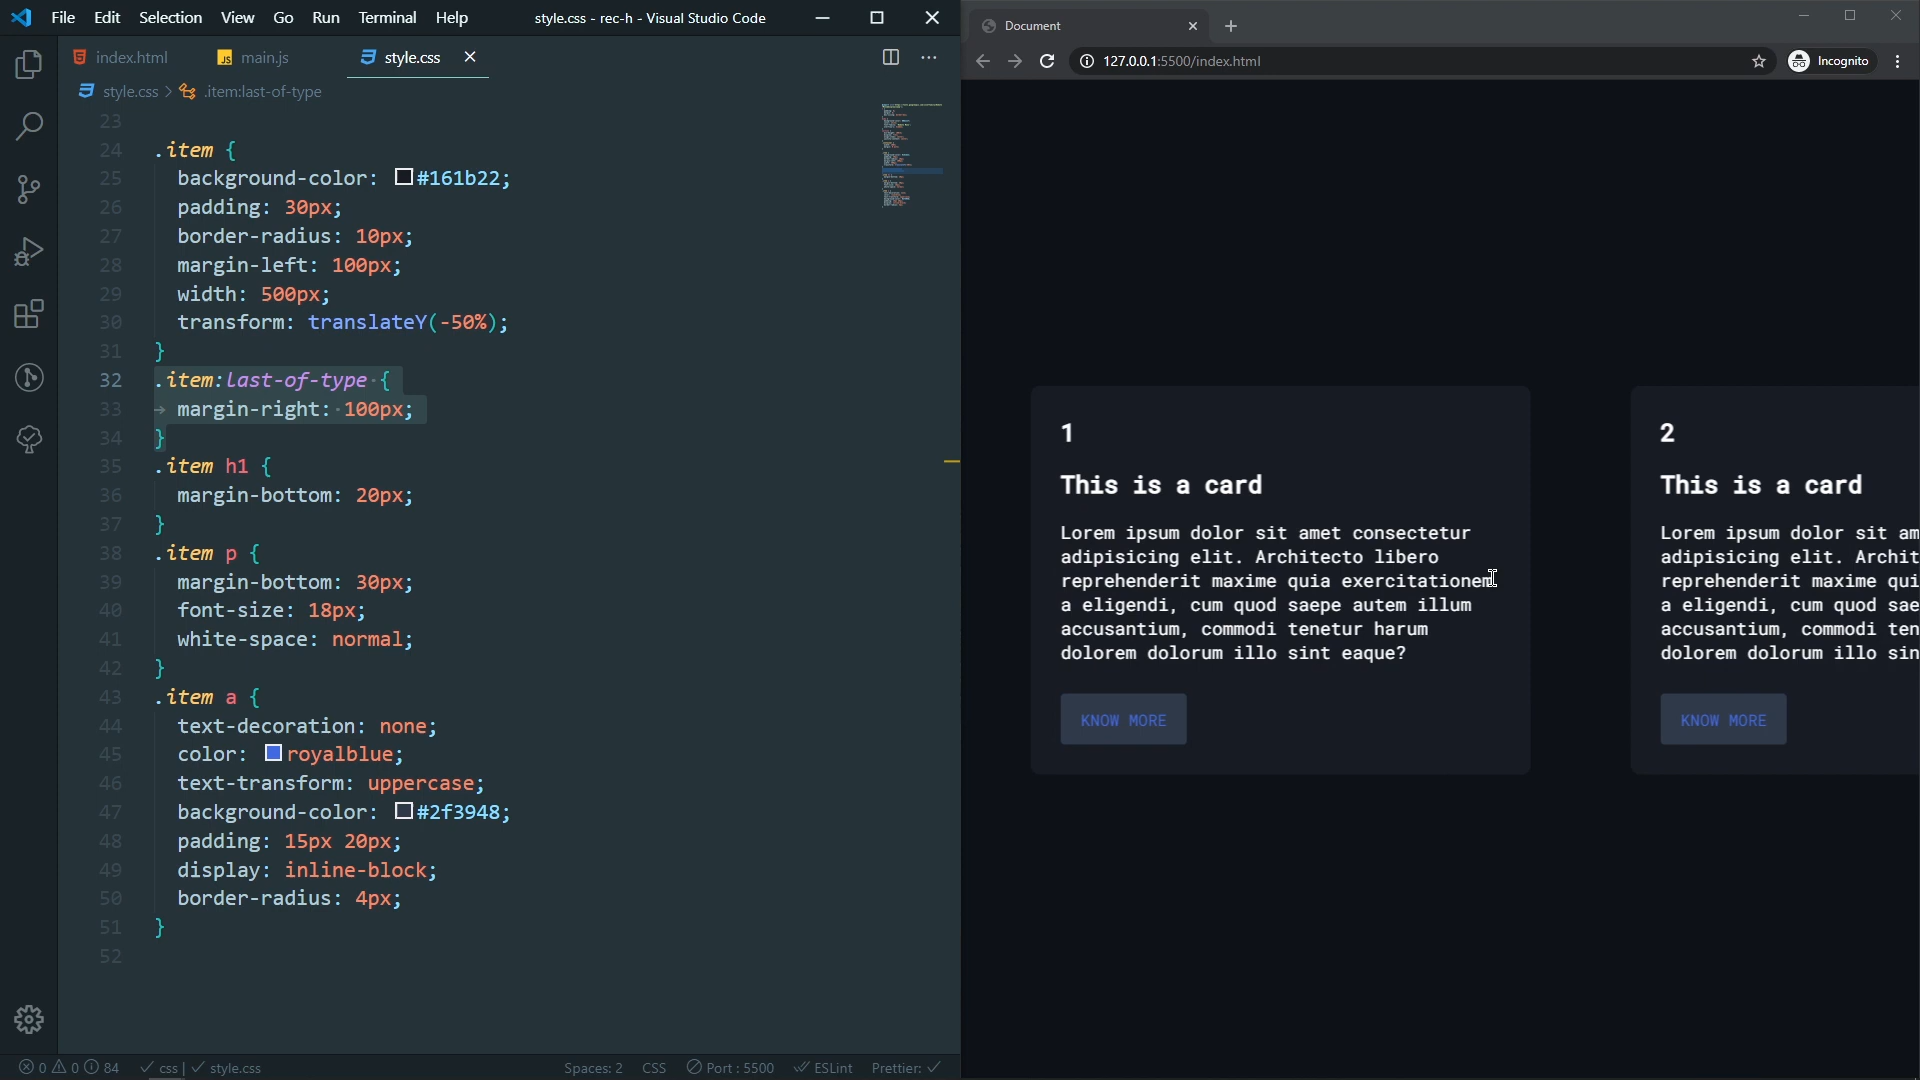 File Edit Selection View Go Run Terminal Help
style.css - rec-h - Visual Studio Code
index.html
main.js
style.css
style.css > .item:last-of-type
23
24 .item {
25 background-color: #161b22;
26 padding: 30px;
27 border-radius: 10px;
28 margin-left: 100px;
29 width: 500px;
30 transform: translateY(-50%);
31 }
32 .item:last-of-type {
33 margin-right: 100px;
34 }
35 .item h1 {
36 margin-bottom: 20px;
37 }
38 .item p {
39 margin-bottom: 30px;
40 font-size: 18px;
41 white-space: normal;
42 }
43 .item a {
44 text-decoration: none;
45 color: royalblue;
46 text-transform: uppercase;
47 background-color: #2f3948;
48 padding: 15px 20px;
49 display: inline-block;
50 border-radius: 4px;
51 }
52
0 0 84 css | style.css
Spaces: 2 CSS Port : 5500 ESLint Prettier:
Document
127.0.0.1:5500/index.html
Incognito
1
This is a card
Lorem ipsum dolor sit amet consectetur
adipisicing elit. Architecto libero
reprehenderit maxime quia exercitationem
a eligendi, cum quod saepe autem illum
accusantium, commodi tenetur harum
dolorem dolorum illo sint eaque?
KNOW MORE
2
This is a card
Lorem ipsum dolor sit am
adipisicing elit. Archit
reprehenderit maxime qui
a eligendi, cum quod sae
accusantium, commodi ten
dolorem dolorum illo sin
KNOW MORE